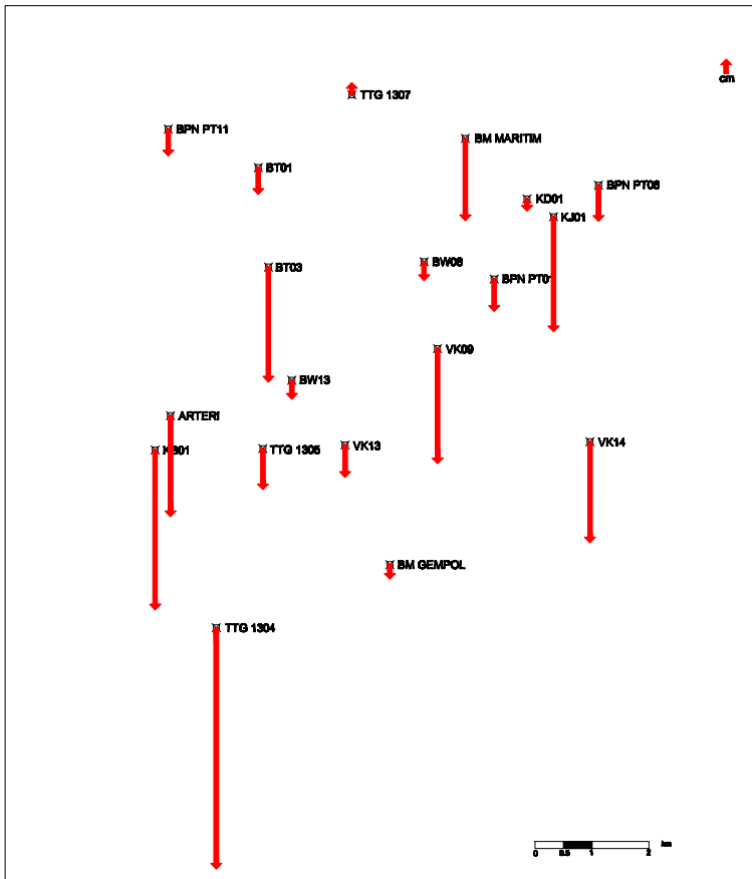 cm
TTG 1307
BPN PT11
BM MARITIM
BT01
BPN PT06
KD01
KJ01
BW08
BT03
BPN PT01
VK09
BW13
ARTERI
VK14
VK13
TTG 1305
KB01
BM GEMPOL
TTG 1304
km
0 0.5 1 2